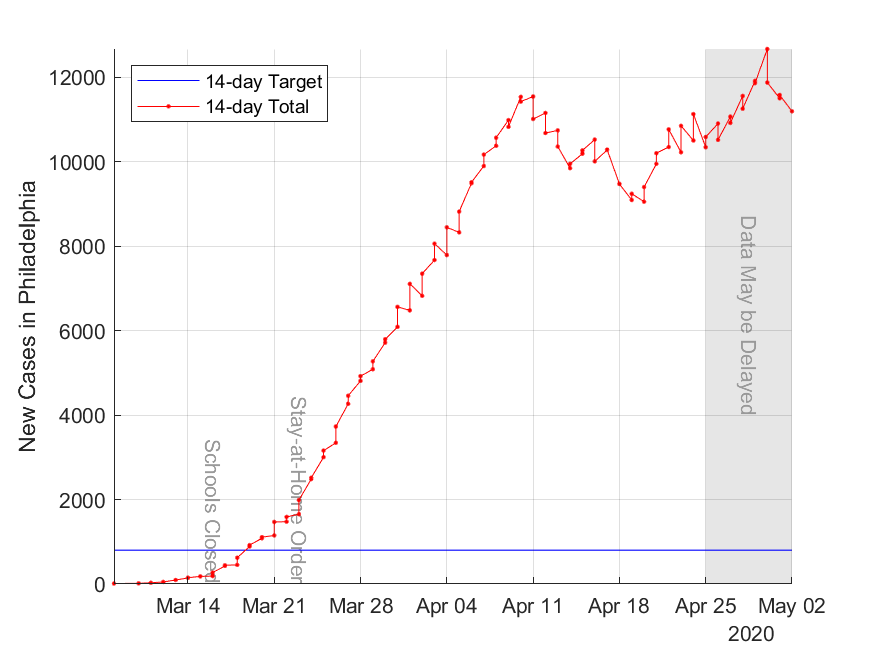 14-day Target
14-day Total
New Cases in Philadelphia
12000
10000
8000
6000
4000
2000
0
Schools Closed
Stay-at-Home Order
Data May be Delayed
Mar 14
Mar 21
Mar 28
Apr 04
Apr 11
Apr 18
Apr 25
May 02
2020